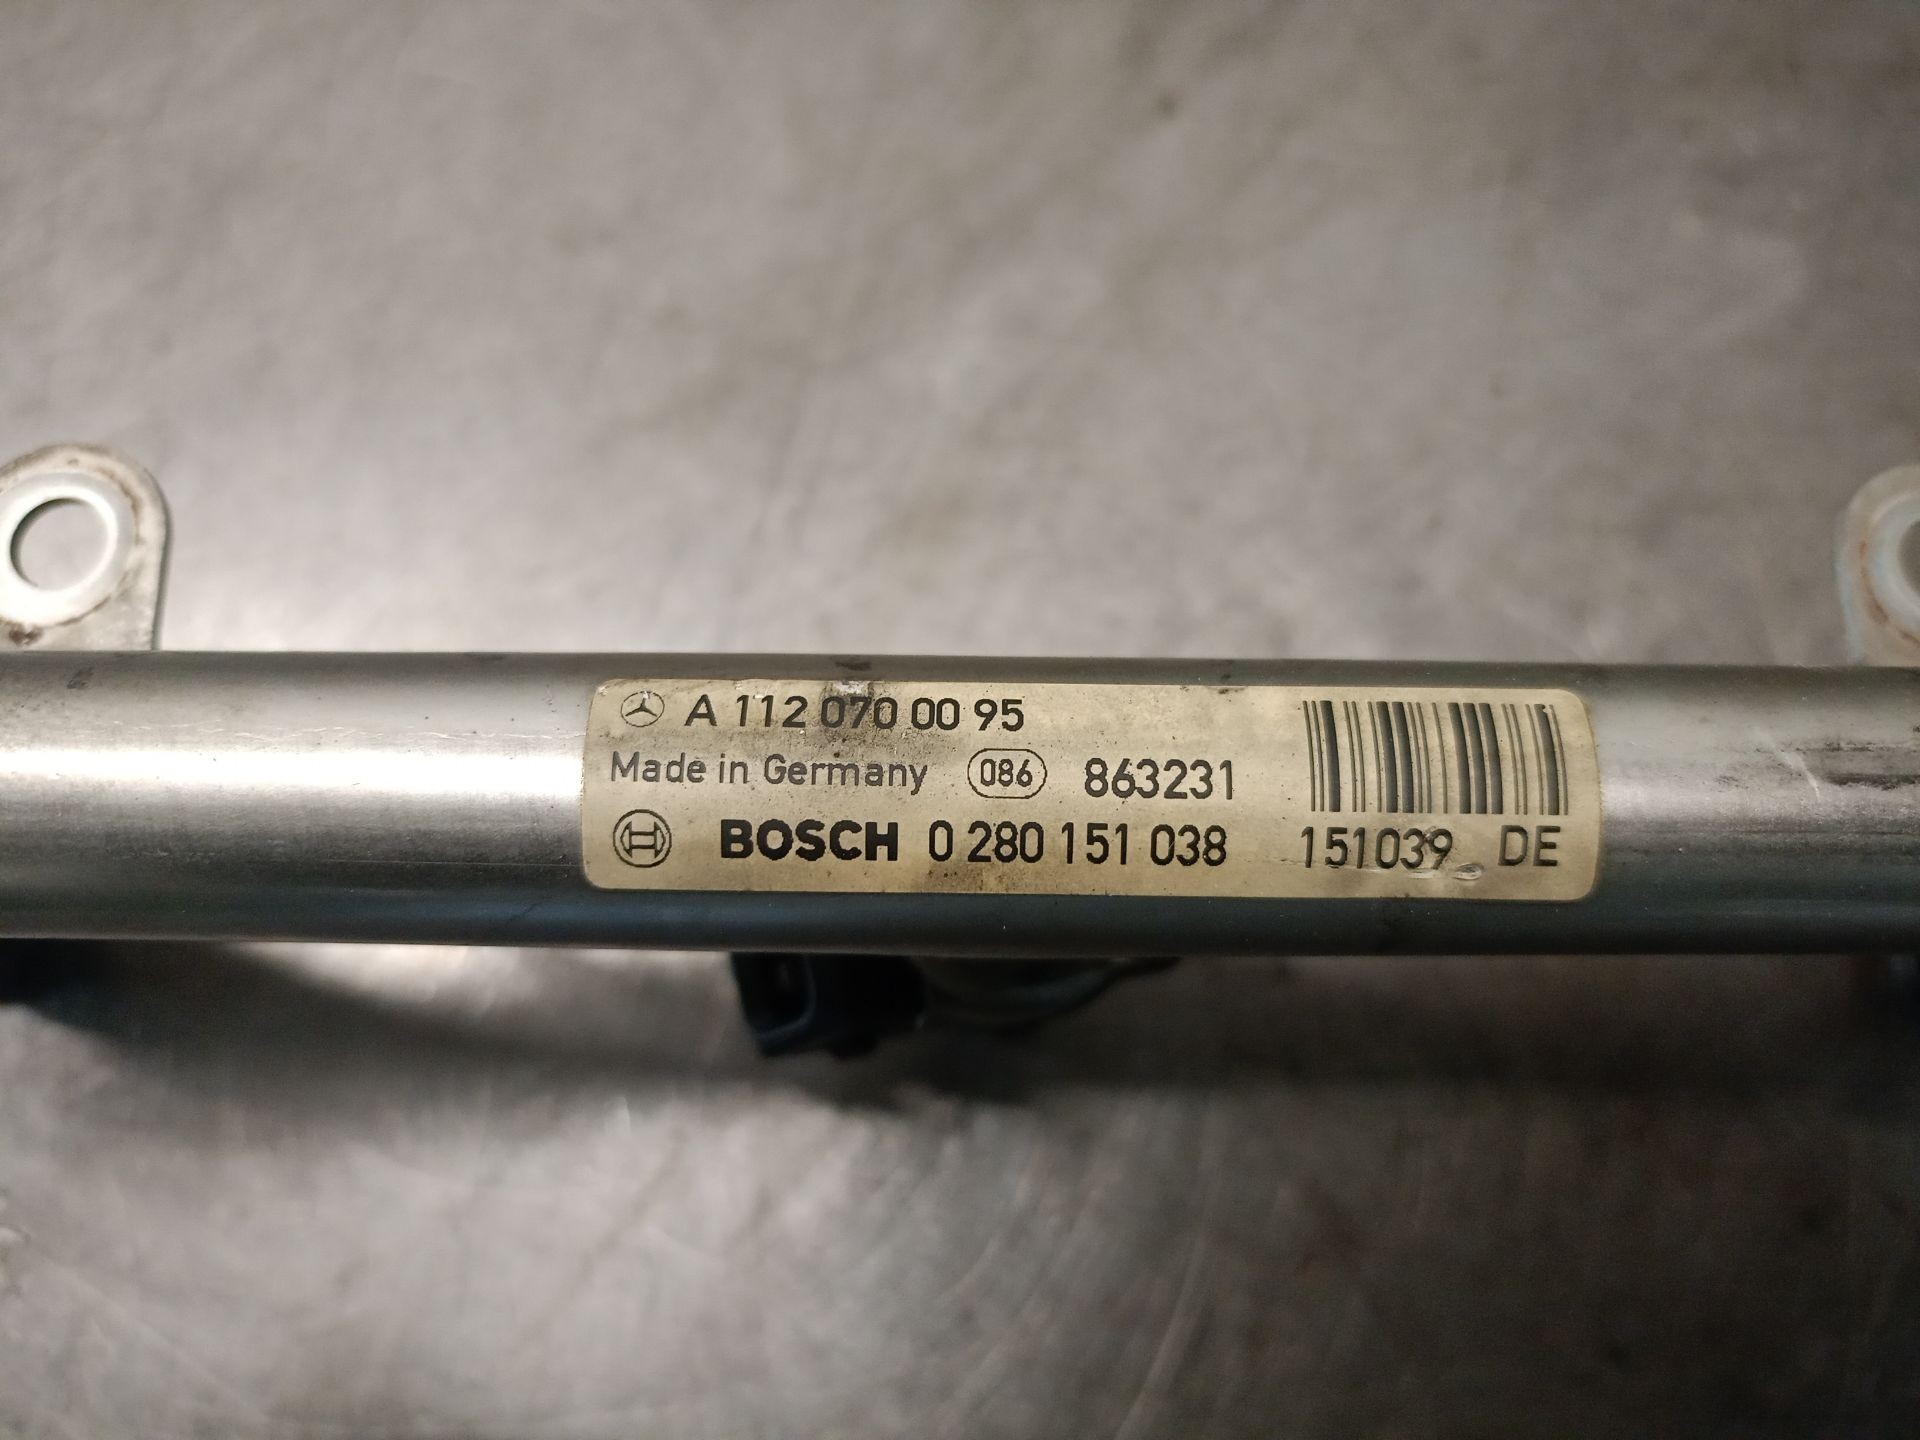 A 112 070 00 95
Made in Germany 086 863231
BOSCH 0 280 151 038 151039 DE